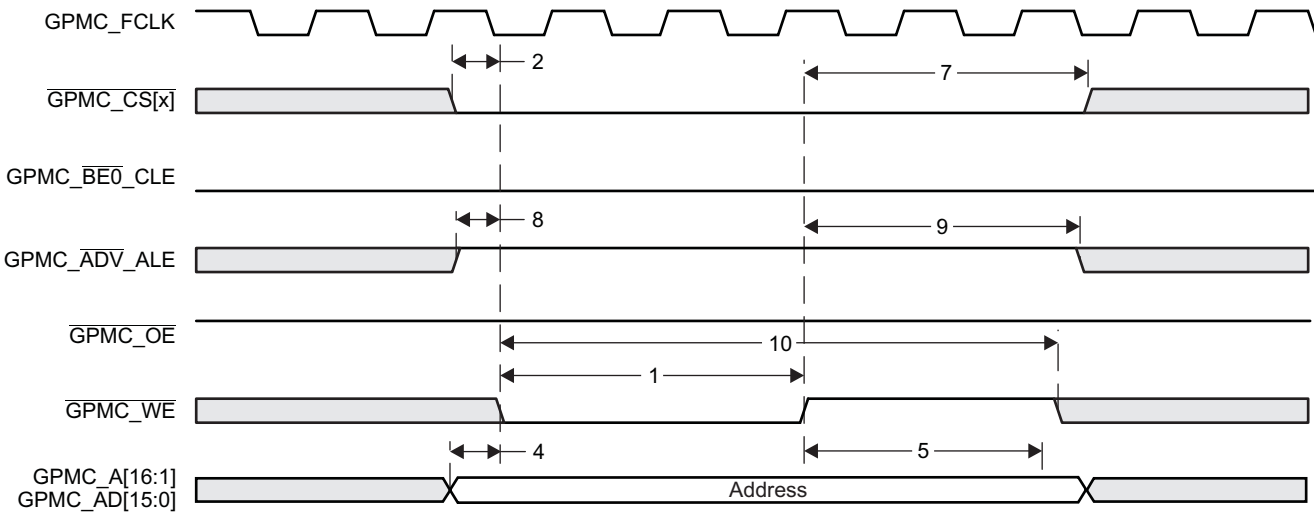 GPMC_FCLK
2
7
GPMC_CS[x]
GPMC_BE0_CLE
8
9
GPMC_ADV_ALE
GPMC_OE
10
1
GPMC_WE
4
5
GPMC_A[16:1]
GPMC_AD[15:0]
Address